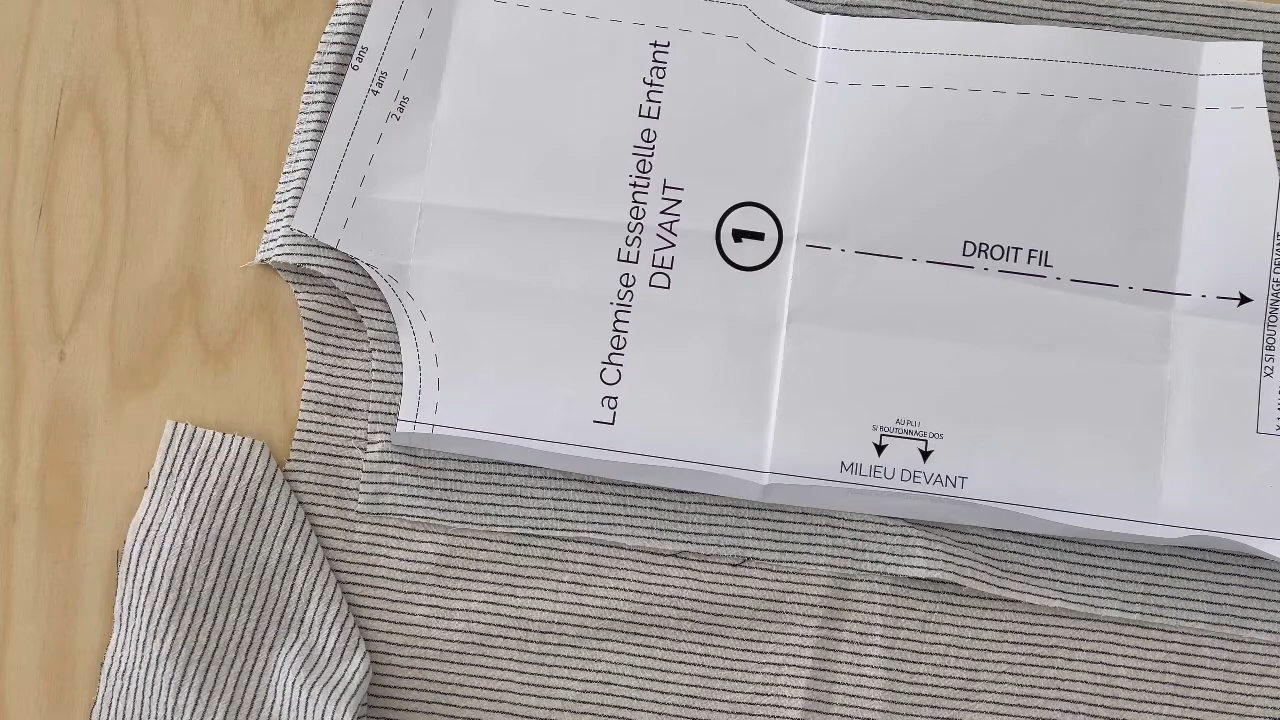 6 ans
4 ans
2 ans
La Chemise Essentielle Enfant
DEVANT
1
DROIT FIL
AU PLI !
SI BOUTONNAGE DOS
MILIEU DEVANT
X2 SI BOUTONNAGE DEVANT